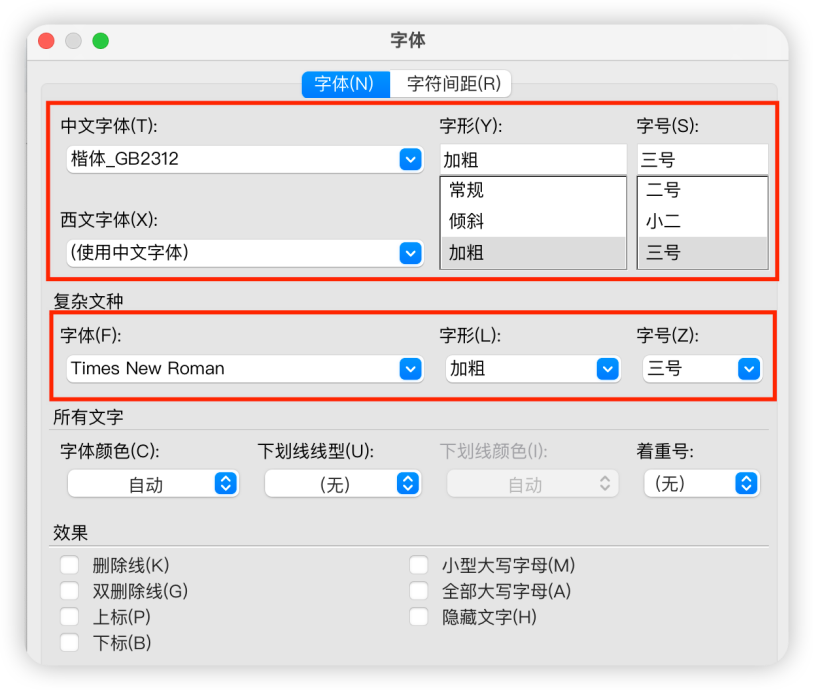 字体
字体(N) 字符间距(R)
中文字体(T): 字形(Y): 字号(S):
楷体_GB2312 加粗 三号
常规 二号
西文字体(X): 倾斜 小二
(使用中文字体) 加粗 三号
复杂文种
字体(F): 字形(L): 字号(Z):
Times New Roman 加粗 三号
所有文字
字体颜色(C): 下划线线型(U): 下划线颜色(I): 着重号:
自动 (无) 自动 (无)
效果
删除线(K) 小型大写字母(M)
双删除线(G) 全部大写字母(A)
上标(P) 隐藏文字(H)
下标(B)